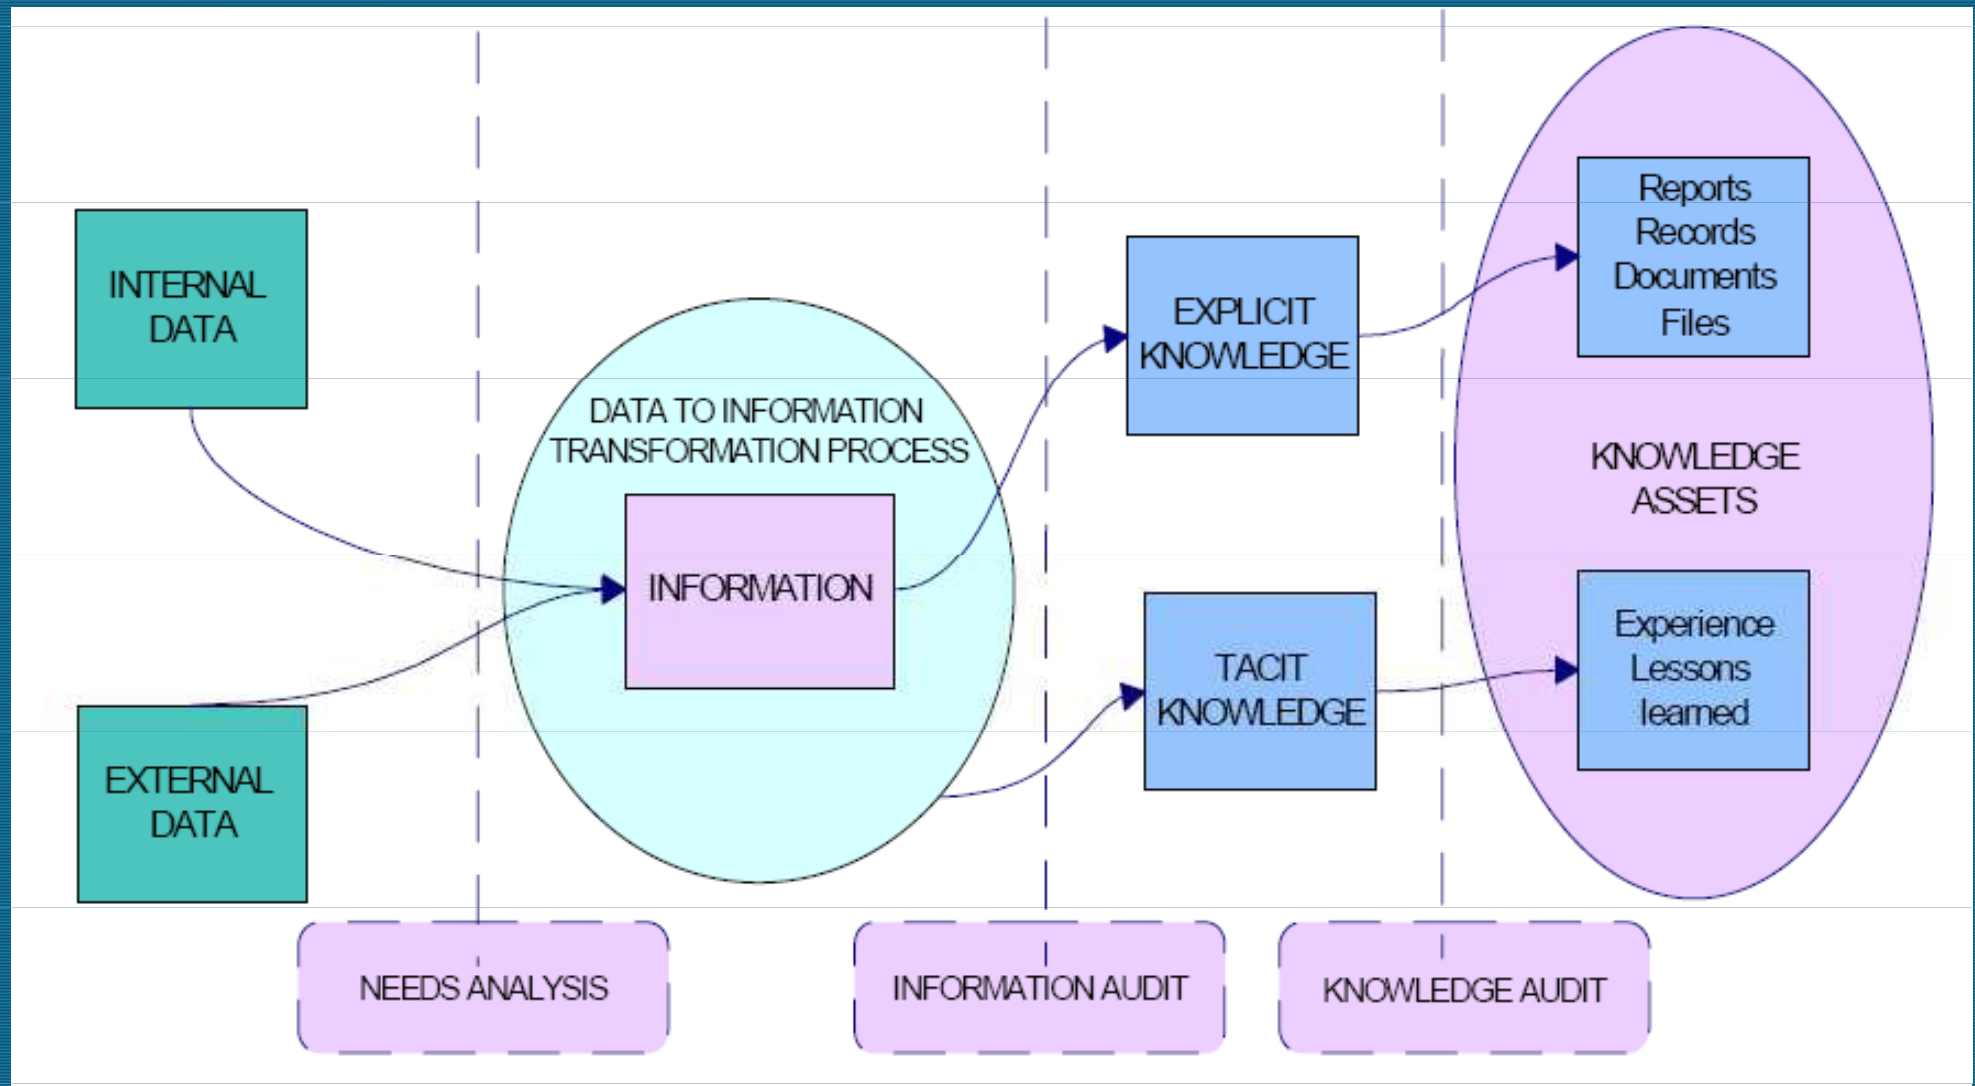 INTERNAL
DATA
EXTERNAL
DATA
DATA TO INFORMATION
TRANSFORMATION PROCESS
INFORMATION
EXPLICIT
KNOWLEDGE
TACIT
KNOWLEDGE
Reports
Records
Documents
Files
KNOWLEDGE
ASSETS
Experience
Lessons
learned
NEEDS ANALYSIS
INFORMATION AUDIT
KNOWLEDGE AUDIT